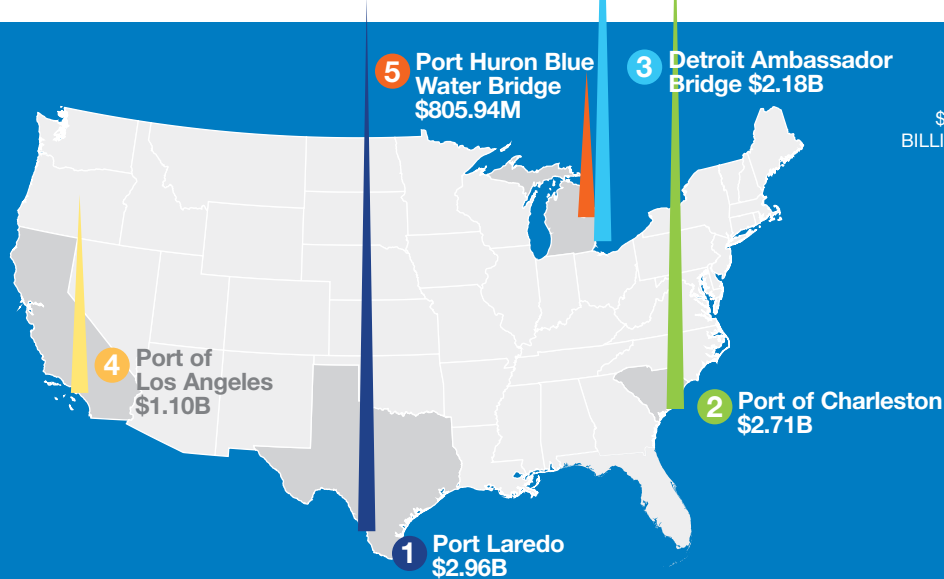 5
Port Huron Blue
Water Bridge
$805.94M
3
Detroit Ambassador
Bridge $2.18B
$
4
Port of
Los Angeles
$1.10B
2
Port of Charleston
$2.71B
1
Port Laredo
$2.96B